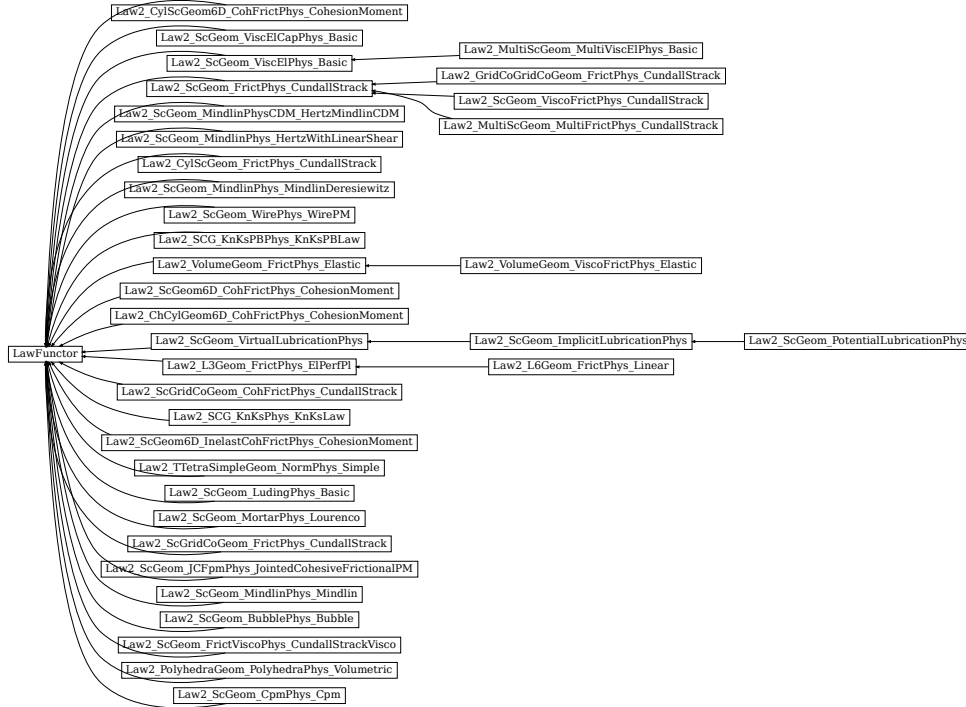 Law2_CylScGeom6D_CohFrictPhys_CohesionMoment
Law2_ScGeom_ViscElCapPhys_Basic
Law2_MultiScGeom_MultiViscElPhys_Basic
Law2_ScGeom_ViscElPhys_Basic
Law2_GridCoGridCoGeom_FrictPhys_CundallStrack
Law2_ScGeom_FrictPhys_CundallStrack
Law2_ScGeom_ViscoFrictPhys_CundallStrack
Law2_ScGeom_MindlinPhysCDM_HertzMindlinCDM
Law2_MultiScGeom_MultiFrictPhys_CundallStrack
Law2_ScGeom_MindlinPhys_HertzWithLinearShear
Law2_CylScGeom_FrictPhys_CundallStrack
Law2_ScGeom_MindlinPhys_MindlinDeresiewitz
Law2_ScGeom_WirePhys_WirePM
Law2_SCG_KnKsPBPhys_KnKsPBLaw
Law2_VolumeGeom_FrictPhys_Elastic
Law2_VolumeGeom_ViscoFrictPhys_Elastic
Law2_ScGeom6D_CohFrictPhys_CohesionMoment
Law2_ChCylGeom6D_CohFrictPhys_CohesionMoment
Law2_ScGeom_VirtualLubricationPhys
Law2_ScGeom_ImplicitLubricationPhys
Law2_ScGeom_PotentialLubricationPhys
LawFunctor
Law2_L3Geom_FrictPhys_ElPerfPl
Law2_L6Geom_FrictPhys_Linear
Law2_ScGridCoGeom_CohFrictPhys_CundallStrack
Law2_SCG_KnKsPhys_KnKsLaw
Law2_ScGeom6D_InelastCohFrictPhys_CohesionMoment
Law2_TTetraSimpleGeom_NormPhys_Simple
Law2_ScGeom_LudingPhys_Basic
Law2_ScGeom_MortarPhys_Lourenco
Law2_ScGridCoGeom_FrictPhys_CundallStrack
Law2_ScGeom_JCFpmPhys_JointedCohesiveFrictionalPM
Law2_ScGeom_MindlinPhys_Mindlin
Law2_ScGeom_BubblePhys_Bubble
Law2_ScGeom_FrictViscoPhys_CundallStrackVisco
Law2_PolyhedraGeom_PolyhedraPhys_Volumetric
Law2_ScGeom_CpmPhys_Cpm